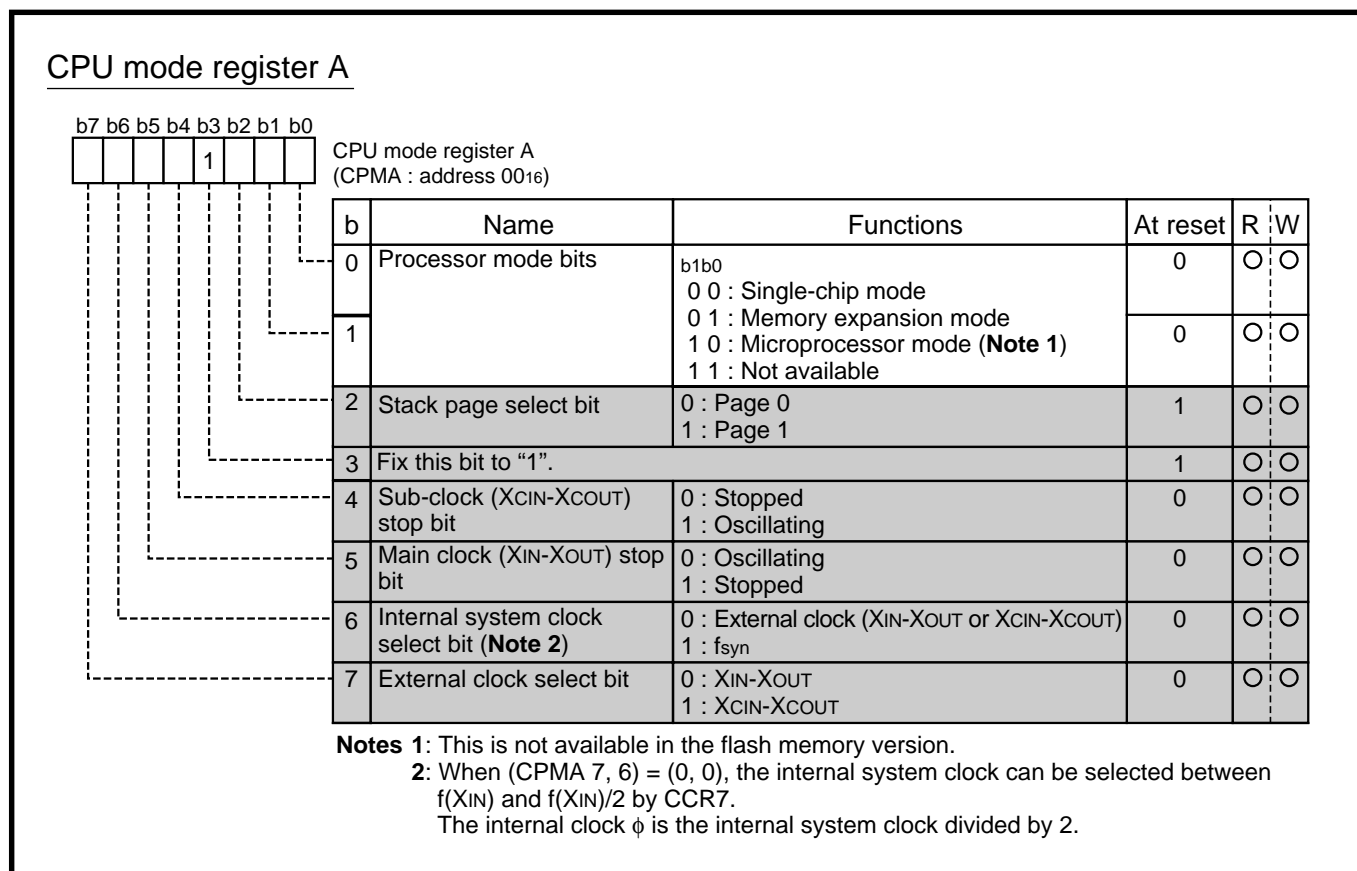 CPU mode register A
b7 b6 b5 b4 b3 b2 b1 b0
1
CPU mode register A
(CPMA : address 0016)
b Name Functions At reset R W
0 Processor mode bits b1b0 0
0 0 : Single-chip mode
0 1 : Memory expansion mode
1 1 0 : Microprocessor mode (Note 1) 0
1 1 : Not available
2 Stack page select bit 0 : Page 0 1
1 : Page 1
3 Fix this bit to “1”. 1
4 Sub-clock (XCIN-XCOUT) 0 : Stopped 0
stop bit 1 : Oscillating
5 Main clock (XIN-XOUT) stop 0 : Oscillating 0
bit 1 : Stopped
6 Internal system clock 0 : External clock (XIN-XOUT or XCIN-XCOUT) 0
select bit (Note 2) 1 : fsyn
7 External clock select bit 0 : XIN-XOUT 0
1 : XCIN-XCOUT
Notes 1: This is not available in the flash memory version.
2: When (CPMA 7, 6) = (0, 0), the internal system clock can be selected between
f(XIN) and f(XIN)/2 by CCR7.
The internal clock ϕ is the internal system clock divided by 2.